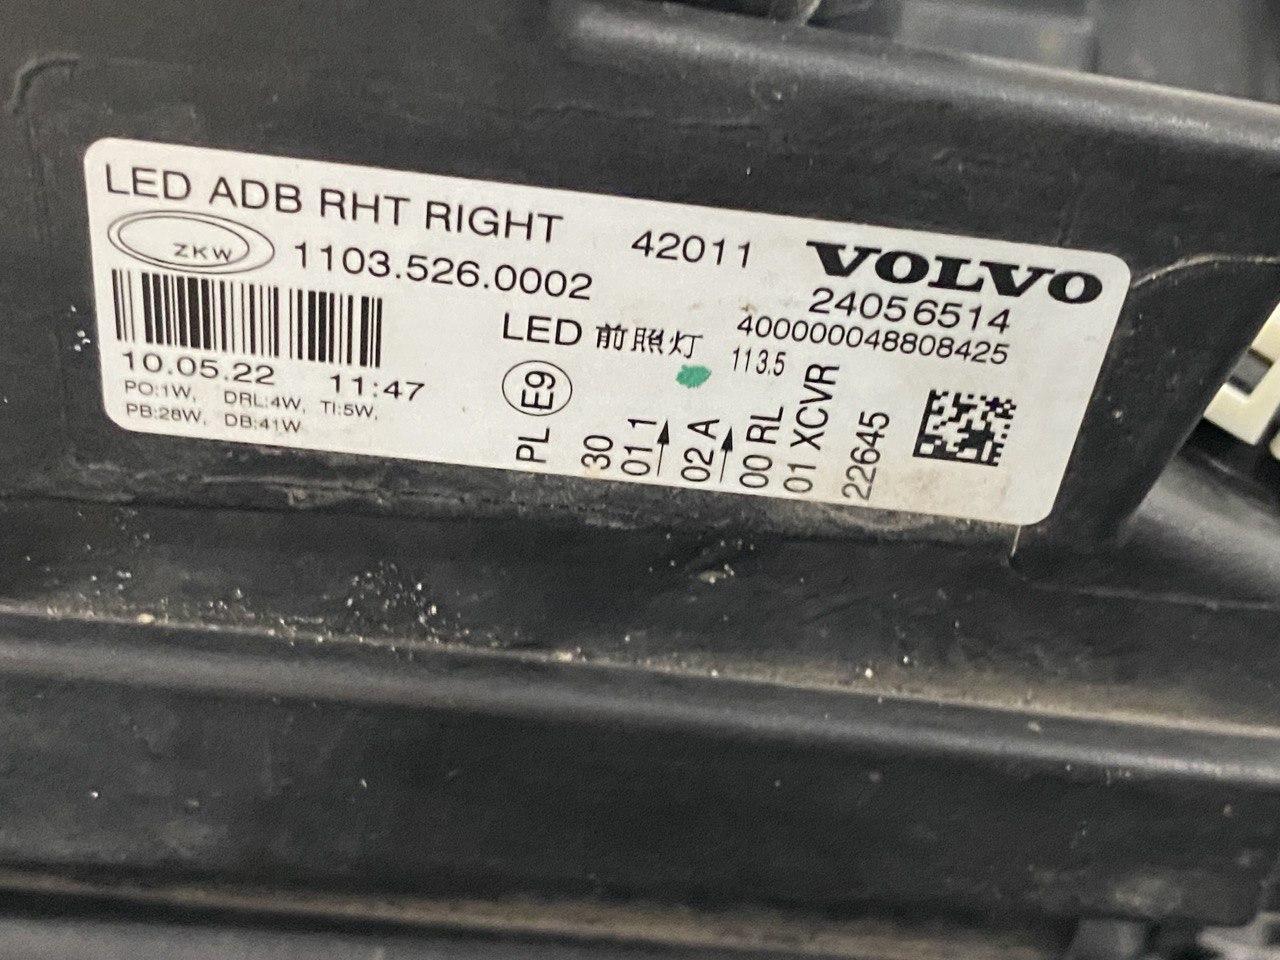 LED ADB RHT RIGHT
42011
VOLVO
ZKW
1103.526.0002
24056514
400000048808425
LED 前照灯
113.5
10.05.22 11:47
PO:1W, DRL:4W, TI:5W,
PB:28W, DB:41W
PL E9
30
01 1
02 A
00 RL
01 XCVR
22645